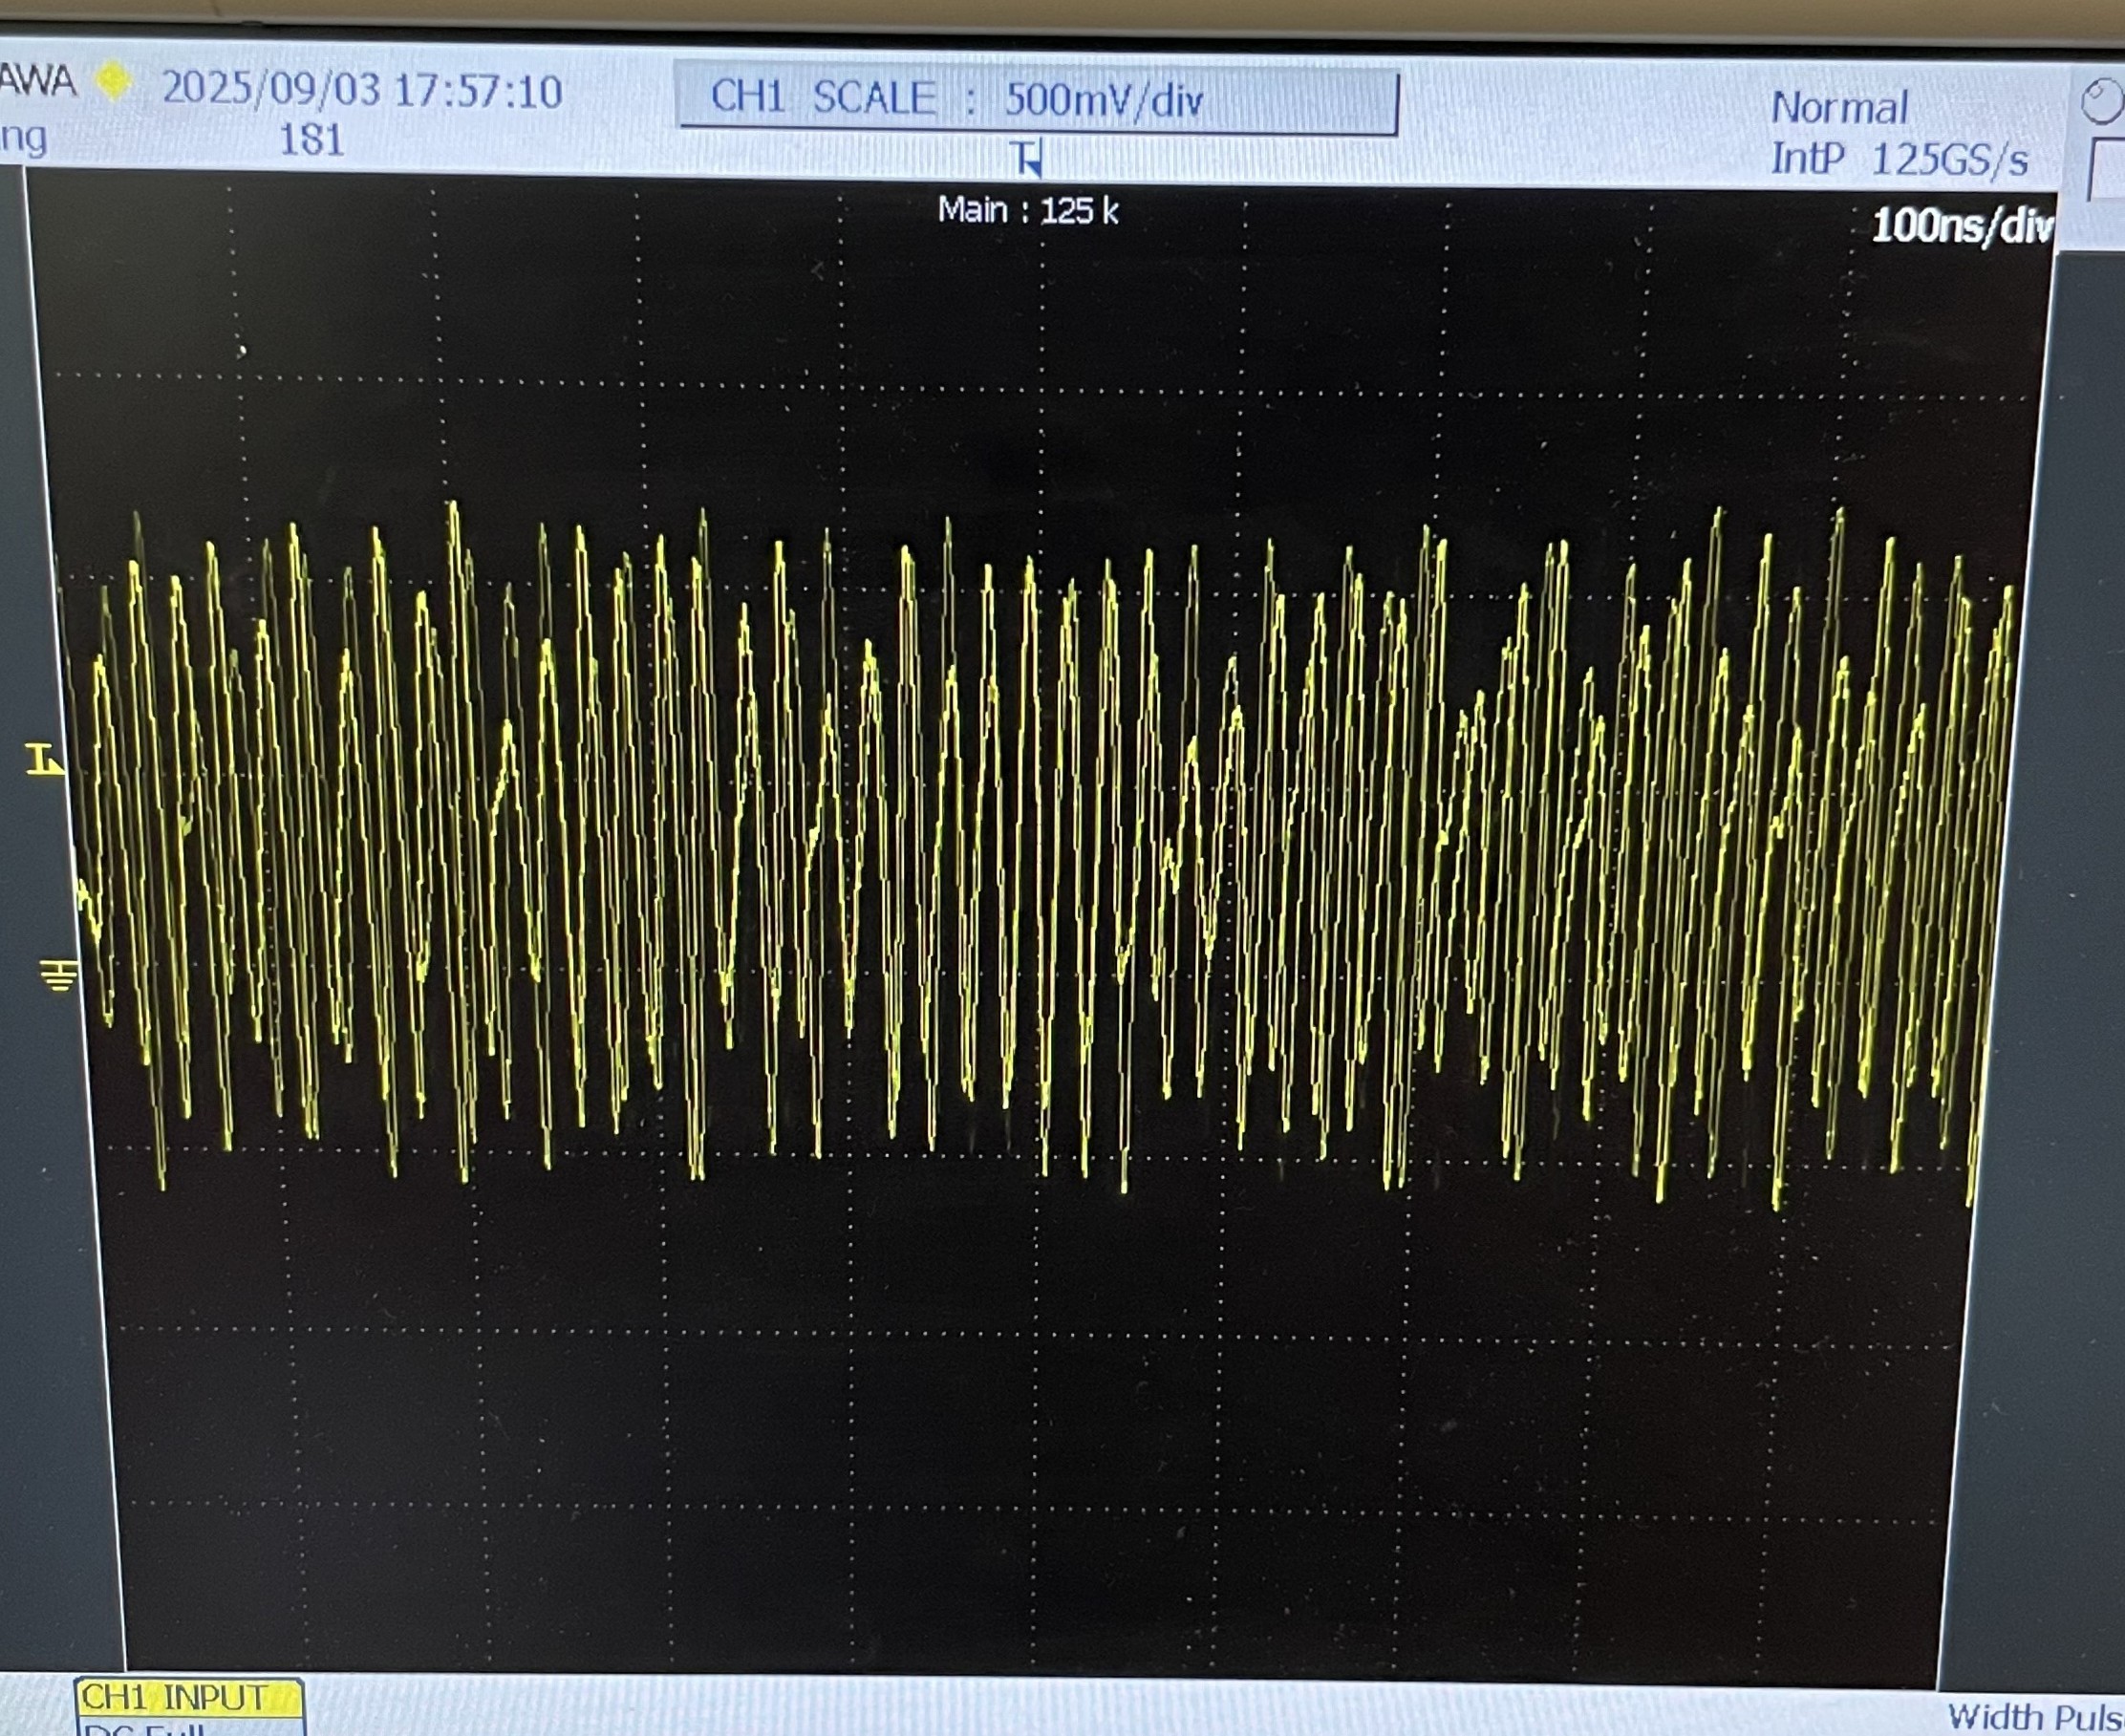 AWA 2025/09/03 17:57:10
ng 181
CH1 SCALE : 500mV/div
Normal
IntP 125GS/s
Main : 125 k
100ns/div
CH1 INPUT
DC Full
Width Puls